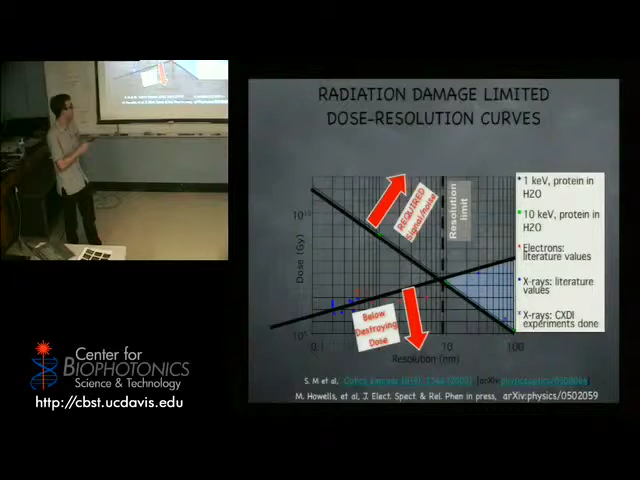 RADIATION DAMAGE LIMITED
DOSE-RESOLUTION CURVES
REQUIRED
Signal/noise
Resolution
limit
Dose (Gy)
Below
Destroying
Dose
0.1
10
100
Resolution (nm)
1 keV, protein in
H2O
10 keV, protein in
H2O
Electrons:
literature values
X-rays: literature
values
X-rays: CXDI
experiments done
S. M et al,
M. Howells, et al, J. Elect. Spect. & Rel. Phen in press, arXiv:physics/0502059
Center for
BIOPHOTONICS
Science & Technology
http://cbst.ucdavis.edu